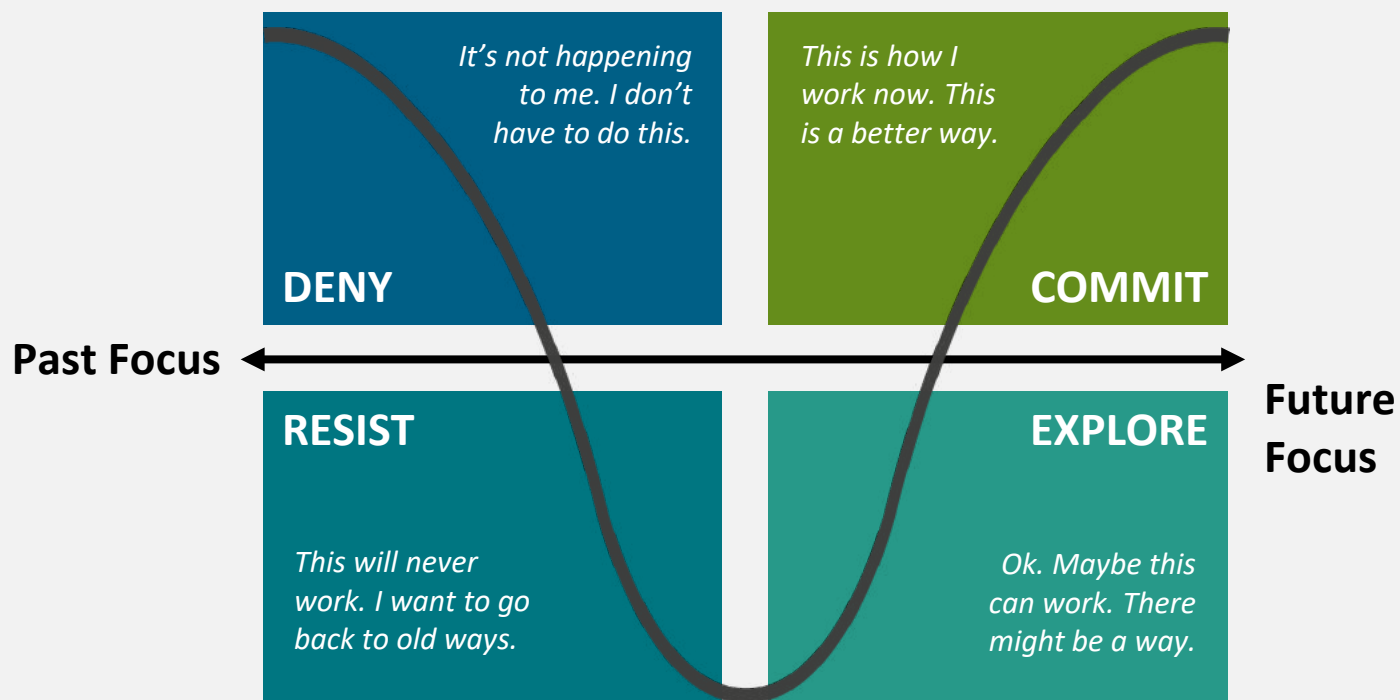 It’s not happening
to me. I don’t
have to do this.
DENY
This is how I
work now. This
is a better way.
COMMIT
Past Focus
Future
Focus
RESIST
This will never
work. I want to go
back to old ways.
EXPLORE
Ok. Maybe this
can work. There
might be a way.